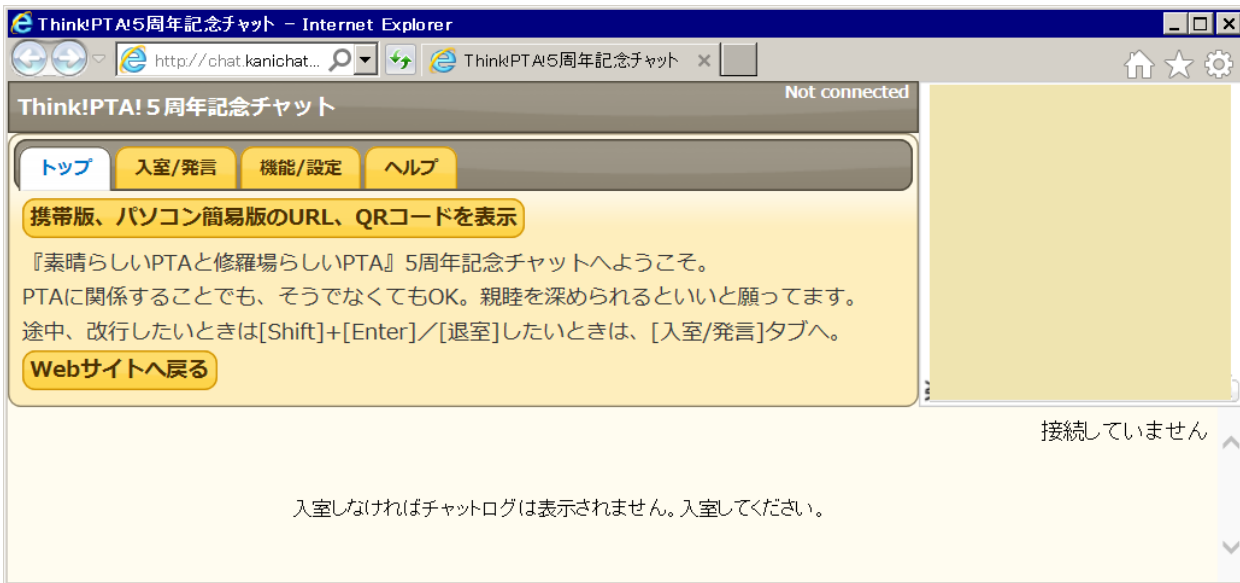 Think!PTA!5周年記念チャット - Internet Explorer
http://chat.kanichat...
Think!PTA!5周年記念チャット
Think!PTA!５周年記念チャット
Not connected
トップ
入室/発言
機能/設定
ヘルプ
携帯版、パソコン簡易版のURL、QRコードを表示
『素晴らしいPTAと修羅場らしいPTA』5周年記念チャットへようこそ。
PTAに関係することでも、そうでなくてもOK。親睦を深められるといいと願ってます。
途中、改行したいときは[Shift]+[Enter]／[退室]したいときは、[入室/発言]タブへ。
Webサイトへ戻る
接続していません
入室しなければチャットログは表示されません。入室してください。